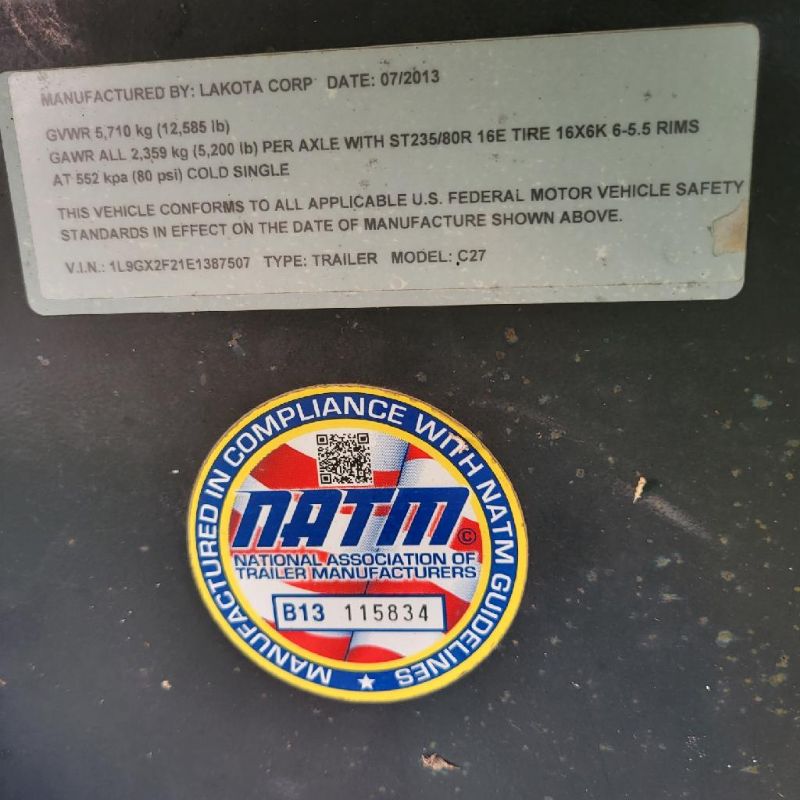 MANUFACTURED BY: LAKOTA CORP DATE: 07/2013
GVWR 5,710 kg (12,585 lb)
GAWR ALL 2,359 kg (5,200 lb) PER AXLE WITH ST235/80R 16E TIRE 16X6K 6-5.5 RIMS
AT 552 kpa (80 psi) COLD SINGLE
THIS VEHICLE CONFORMS TO ALL APPLICABLE U.S. FEDERAL MOTOR VEHICLE SAFETY
STANDARDS IN EFFECT ON THE DATE OF MANUFACTURE SHOWN ABOVE.
V.I.N.: 1L9GX2F21E1387507 TYPE: TRAILER MODEL: C27
MANUFACTURED IN COMPLIANCE WITH NATM GUIDELINES
NATM ©
NATIONAL ASSOCIATION OF
TRAILER MANUFACTURERS
B13 115834